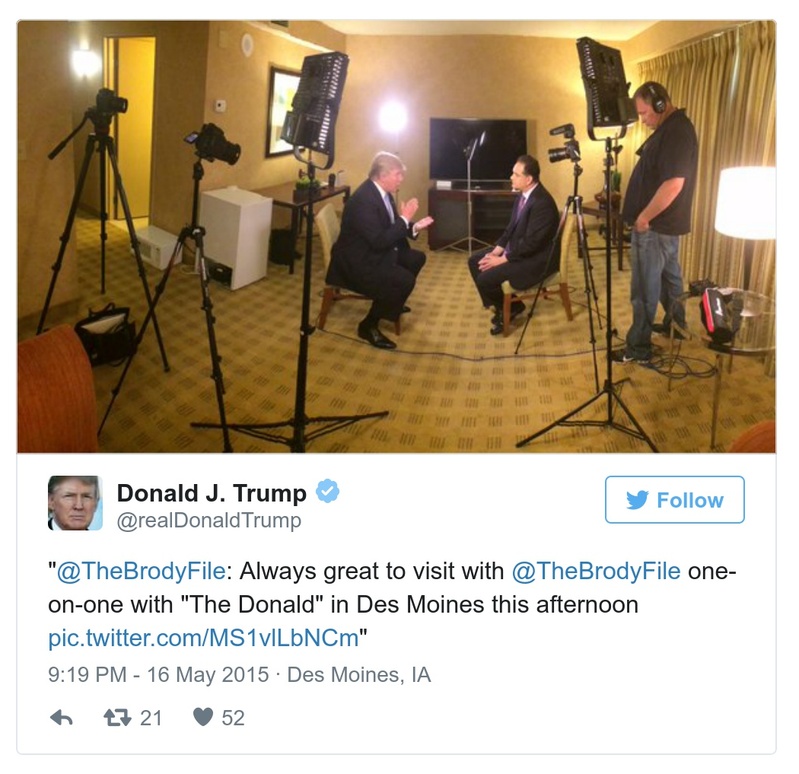 Donald J. Trump
Follow
@realDonaldTrump
"@TheBrodyFile: Always great to visit with @TheBrodyFile one-
on-one with "The Donald" in Des Moines this afternoon
pic.twitter.com/MS1vlLbNCm"
9:19 PM - 16 May 2015 · Des Moines, IA
21 52